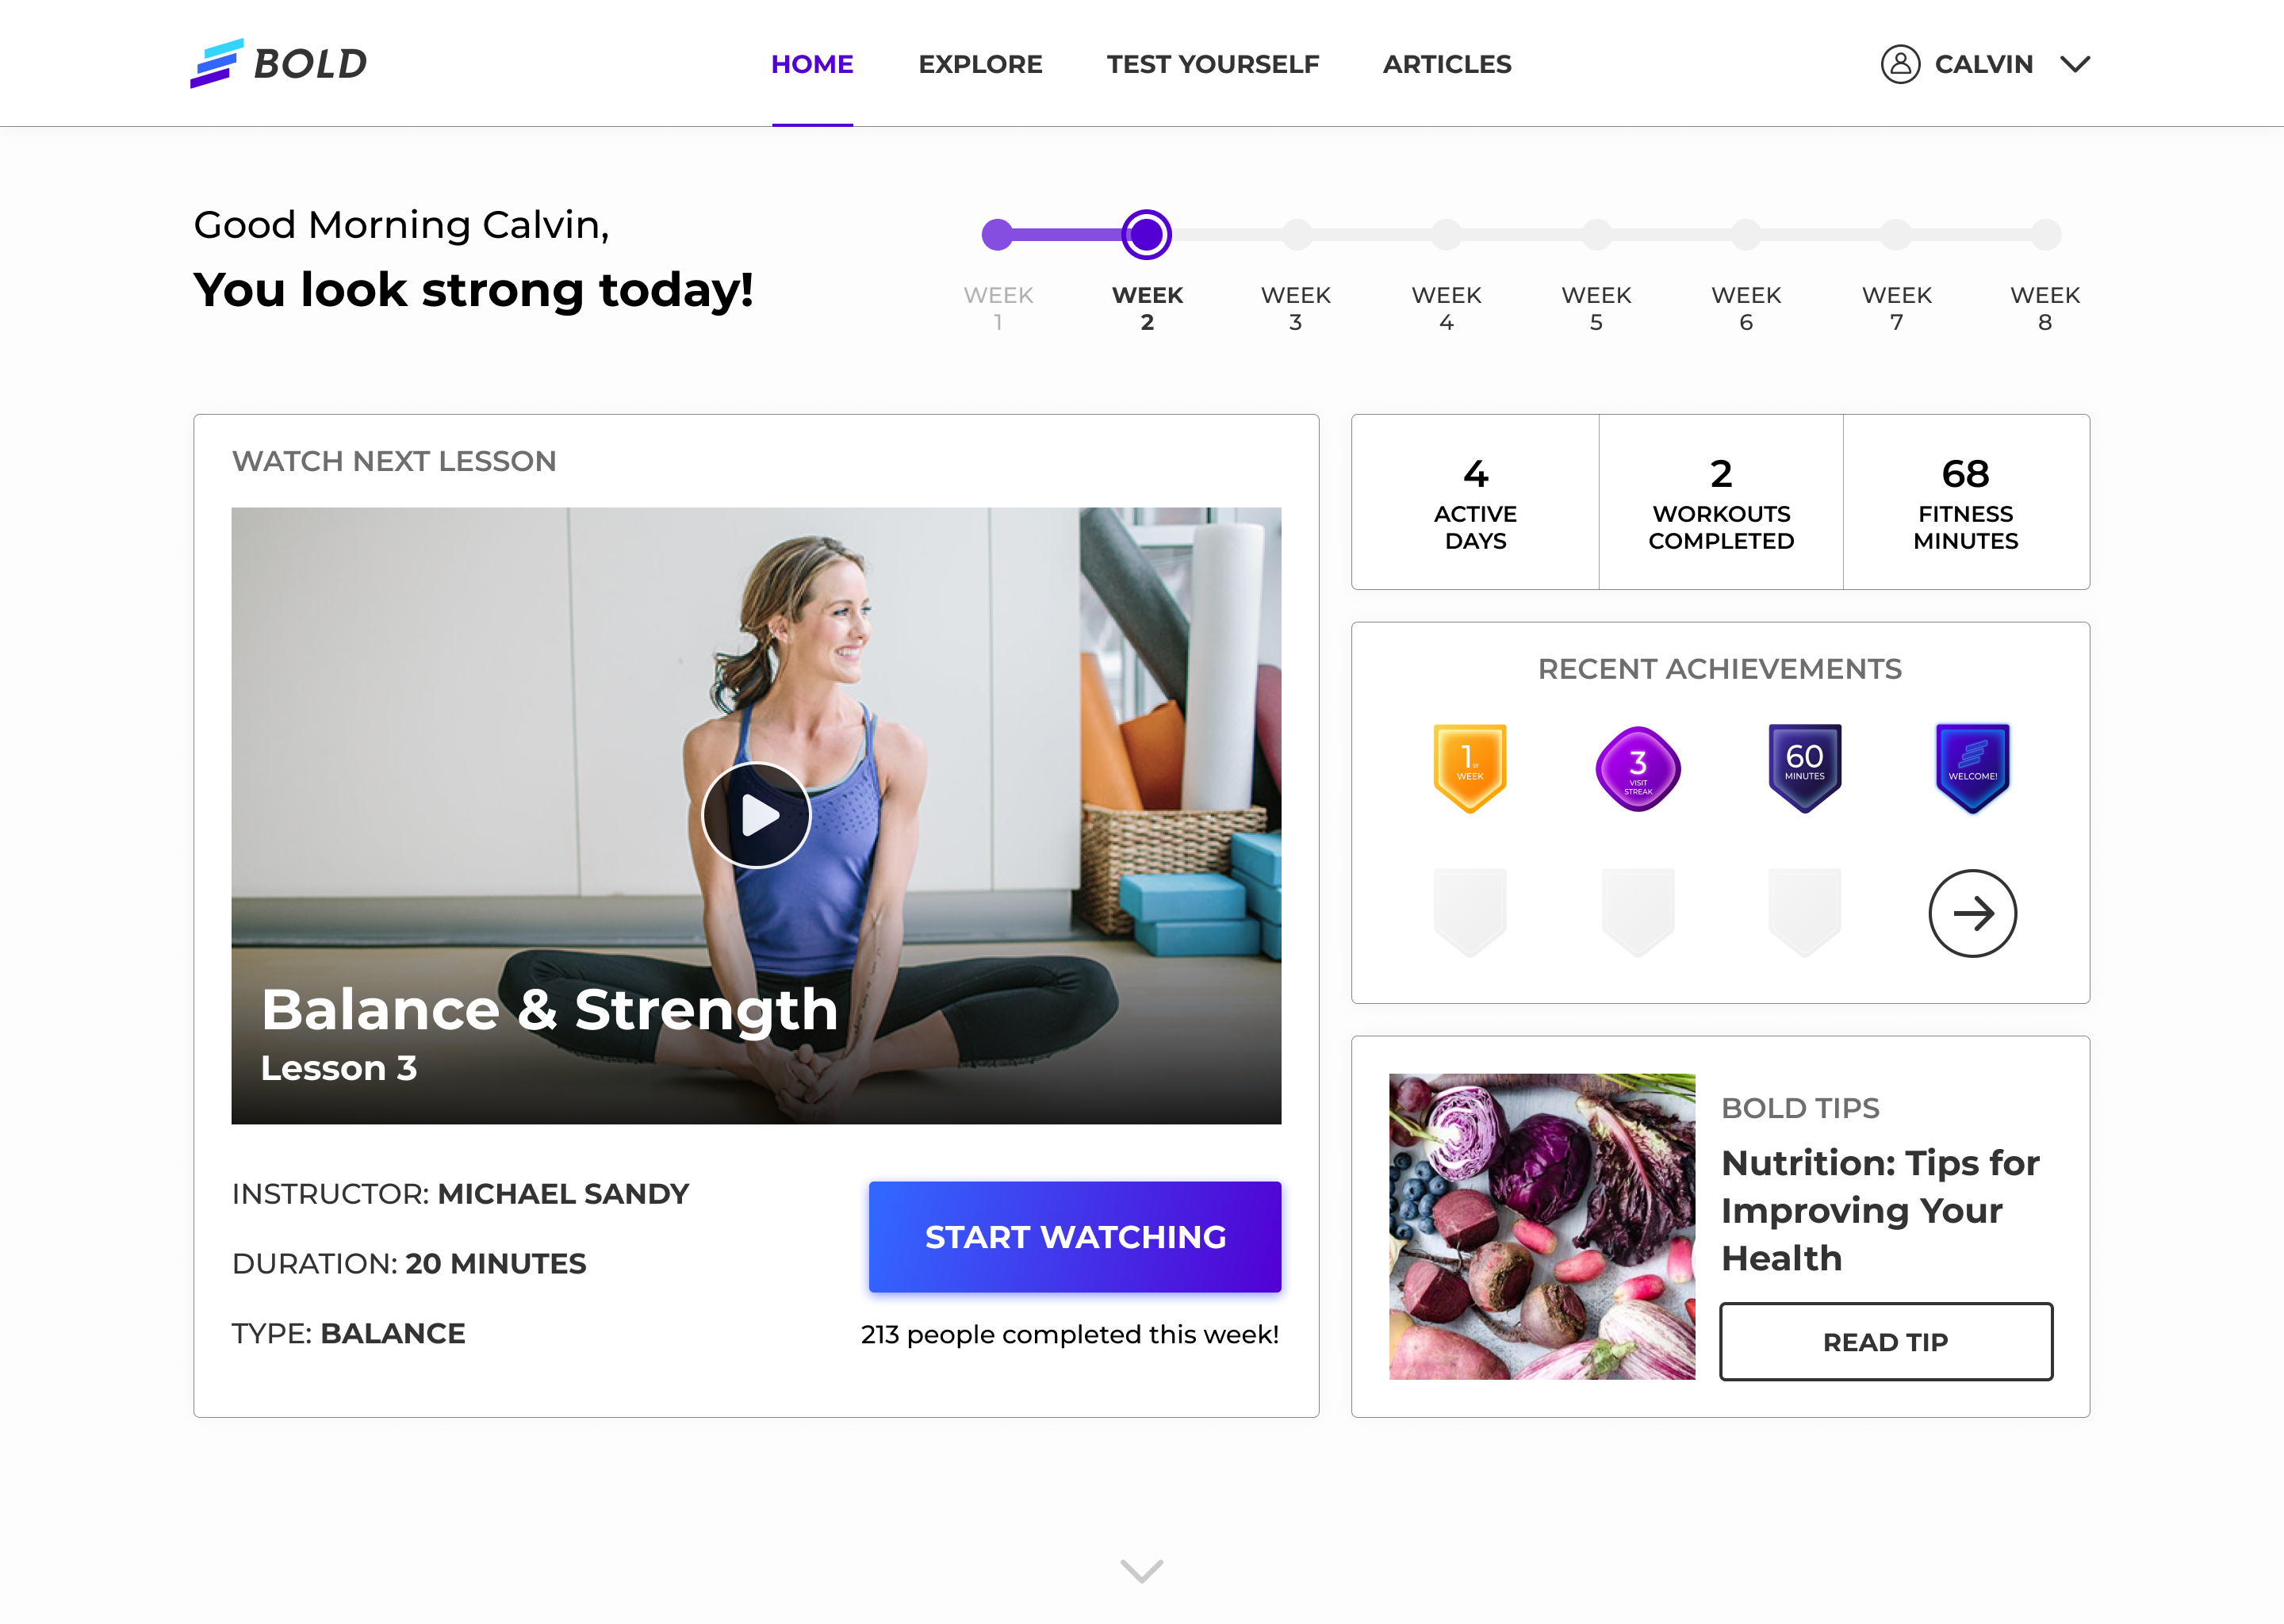 BOLD
HOME
EXPLORE
TEST YOURSELF
ARTICLES
CALVIN
Good Morning Calvin,
You look strong today!
WEEK
1
WEEK
2
WEEK
3
WEEK
4
WEEK
5
WEEK
6
WEEK
7
WEEK
8
WATCH NEXT LESSON
Balance & Strength
Lesson 3
INSTRUCTOR: MICHAEL SANDY
DURATION: 20 MINUTES
TYPE: BALANCE
START WATCHING
213 people completed this week!
4
ACTIVE
DAYS
2
WORKOUTS
COMPLETED
68
FITNESS
MINUTES
RECENT ACHIEVEMENTS
1ST
WEEK
3
VISIT
STREAK
60
MINUTES
WELCOME!
BOLD TIPS
Nutrition: Tips for
Improving Your
Health
READ TIP